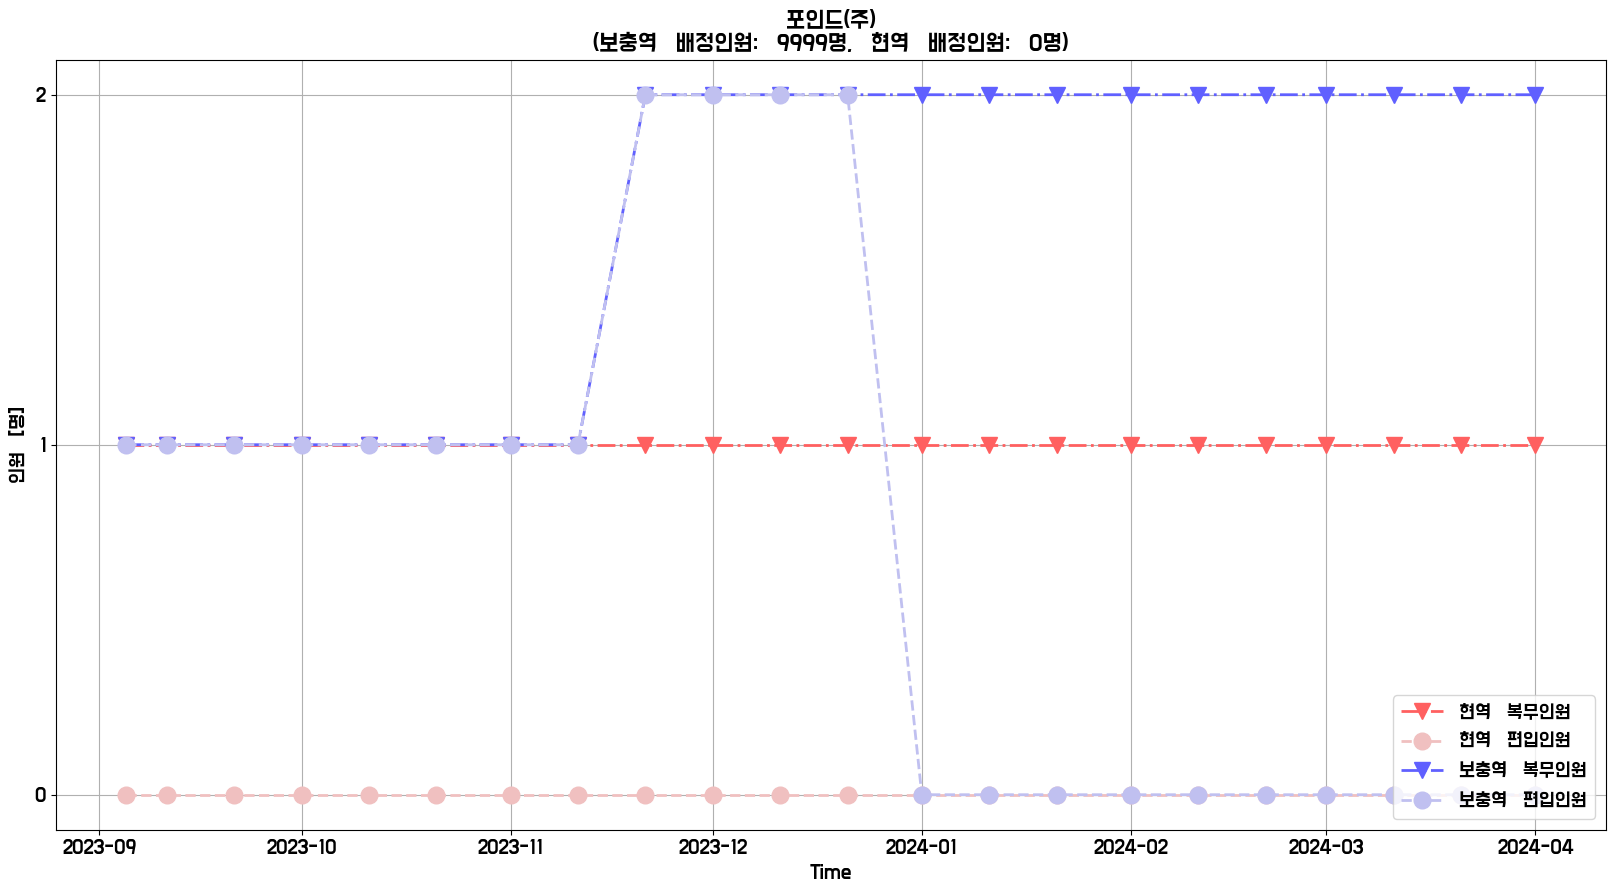 포인드(주)
(보충역 배정인원: 9999명, 현역 배정인원: 0명)
인원 [명]
2
1
0
현역 복무인원
현역 편입인원
보충역 복무인원
보충역 편입인원
2023-09 2023-10 2023-11 2023-12 2024-01 2024-02 2024-03 2024-04
Time